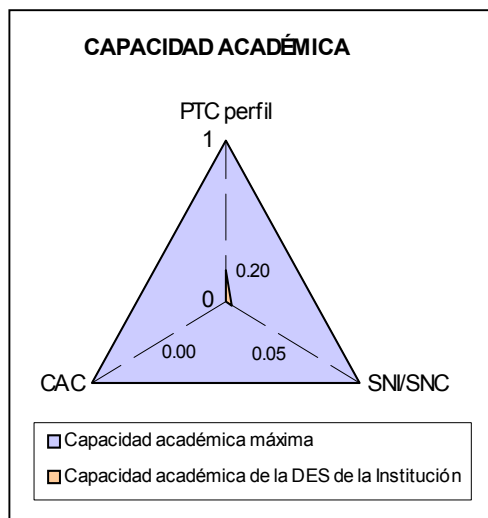 CAPACIDAD ACADÉMICA
PTC perfil
1
0.20
0
0.00
0.05
CAC
SNI/SNC
Capacidad académica máxima
Capacidad académica de la DES de la Institución